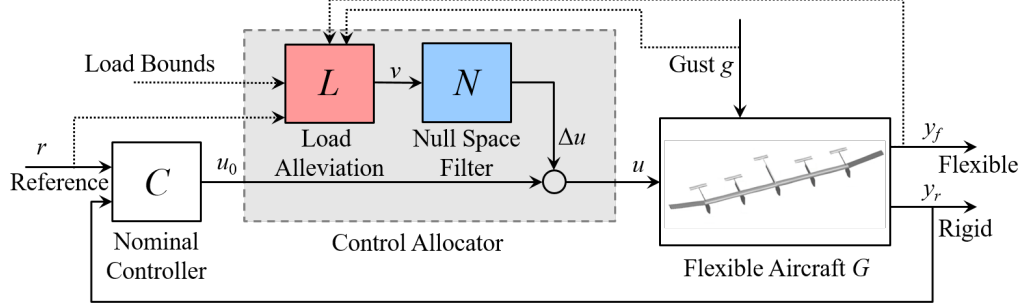 Load Bounds
L
v
N
Gust g
Load
Alleviation
Null Space
Filter
Δu
r
Reference
C
u0
u
yf
Flexible
yr
Rigid
Nominal
Controller
Control Allocator
Flexible Aircraft G